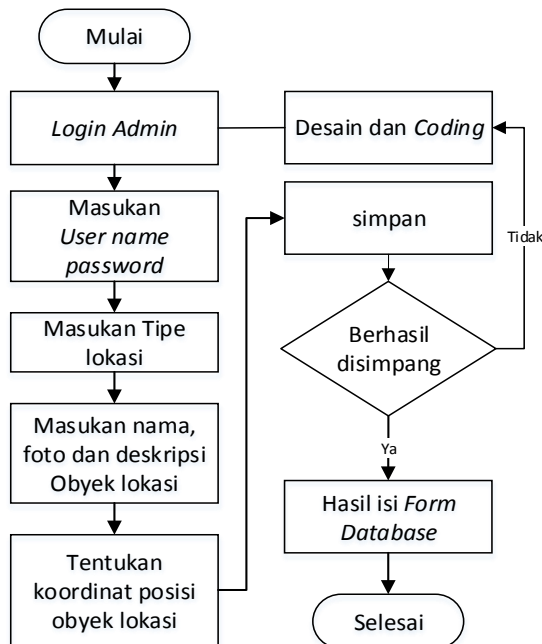 Mulai
Login Admin
Masukan
User name
password
Masukan Tipe
lokasi
Masukan nama,
foto dan deskripsi
Obyek lokasi
Tentukan
koordinat posisi
obyek lokasi
Desain dan Coding
simpan
Tidak
Berhasil
disimpang
Ya
Hasil isi Form
Database
Selesai